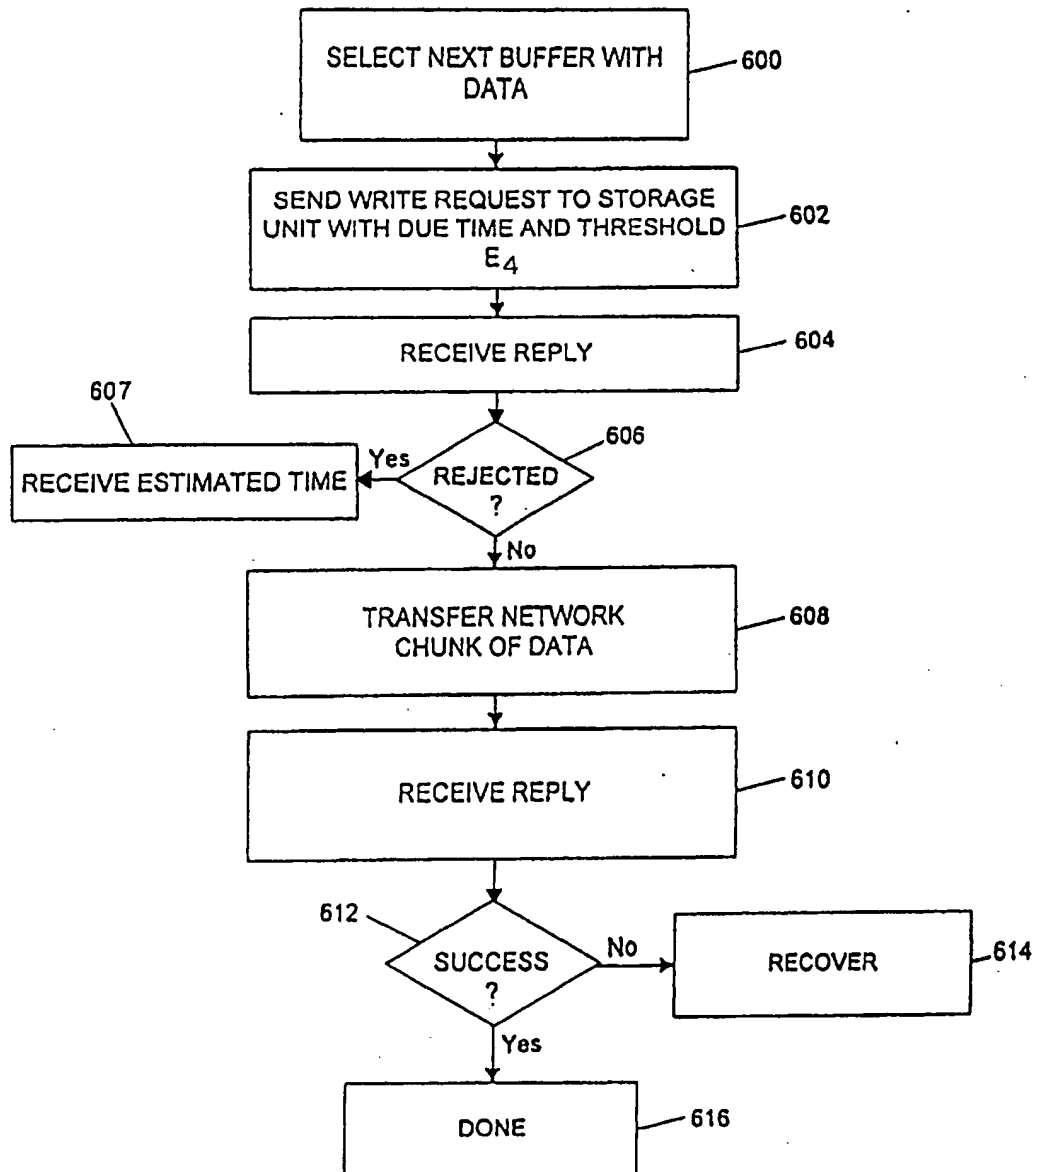 SELECT NEXT BUFFER WITH
DATA
600
SEND WRITE REQUEST TO STORAGE
UNIT WITH DUE TIME AND THRESHOLD
E4
602
RECEIVE REPLY
604
607
606
RECEIVE ESTIMATED TIME
Yes
REJECTED
?
No
TRANSFER NETWORK
CHUNK OF DATA
608
RECEIVE REPLY
610
612
SUCCESS
?
No
RECOVER
614
Yes
DONE
616